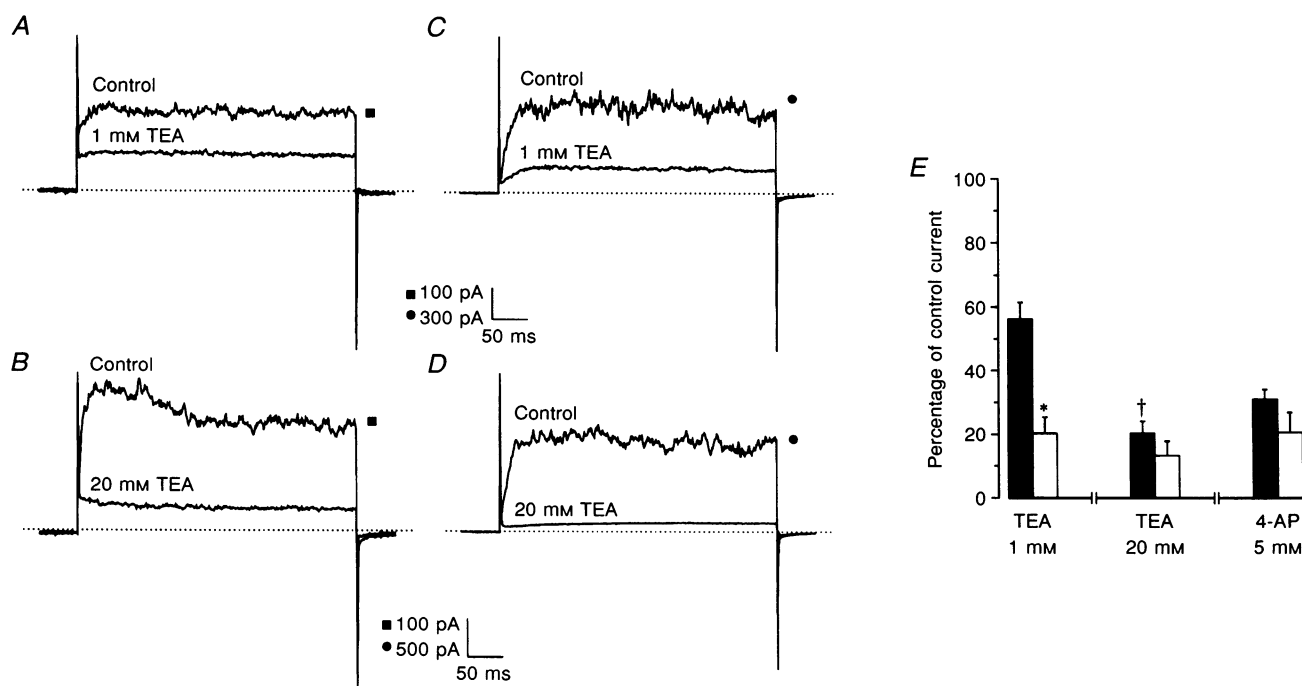 A
Control
1 mM TEA
■
C
Control
●
1 mM TEA
■ 100 pA
● 300 pA
50 ms
B
Control
■
20 mM TEA
D
Control
●
20 mM TEA
■ 100 pA
● 500 pA
50 ms
E
Percentage of control current
100
80
60
40
20
0
*
†
TEA
1 mM
TEA
20 mM
4-AP
5 mM